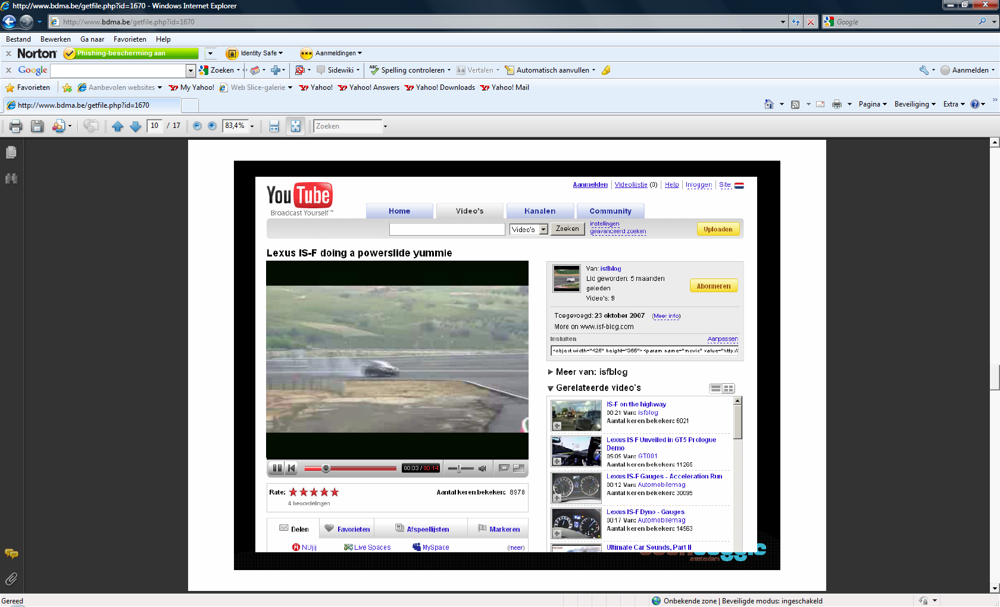 http://www.bdma.be/getfile.php?id=1670 - Windows Internet Explorer
http://www.bdma.be/getfile.php?id=1670
Google
Bestand Bewerken Ga naar Favorieten Help
x Norton Phishing-bescherming aan Identity Safe Aanmeldingen
x Google Zoeken Sidewiki ABC Spelling controleren âa Vertalen Automatisch aanvullen Aanmelden
Favorieten Aanbevolen websites My Yahoo! Web Slice-galerie Yahoo! Yahoo! Answers Yahoo! Downloads Yahoo! Mail
http://www.bdma.be/getfile.php?id=1670
Pagina Beveiliging Extra
10 / 17 83,4% Zoeken
YouTube
Broadcast Yourself™
Aanmelden Videolijstje (0) Help Inloggen Site:
Home Video's Kanalen Community
Video's Zoeken instellingen
geavanceerd zoeken
Uploaden
Lexus IS-F doing a powerslide yummie
Van: isfblog
Lid geworden: 5 maanden
geleden
Video's: 9
Abonneren
Toegevoegd: 23 oktober 2007 (Meer info)
More on www.isf-blog.com
Insluiten Aanpassen
<object width="425" height="355"><param name="movie" value="http://
Meer van: isfblog
Gerelateerde video's
IS-F on the highway
00:21 Van: isfblog
Aantal keren bekeken: 6021
Lexus IS F Unveiled in GT5 Prologue
Demo
05:05 Van: GT001
Aantal keren bekeken: 11265
Lexus IS-F Gauges - Acceleration Run
00:12 Van: Automobilemag
Aantal keren bekeken: 30095
Lexus IS-F Dyno - Gauges
00:17 Van: Automobilemag
Aantal keren bekeken: 14563
Ultimate Car Sounds, Part II
00:03 / 00:14
Rate: Aantal keren bekeken: 8978
4 beoordelingen
Delen Favorieten Afspeellijsten Markeren
NUjij Live Spaces MySpace (meer)
amsterdam
Gereed
Onbekende zone | Beveiligde modus: ingeschakeld